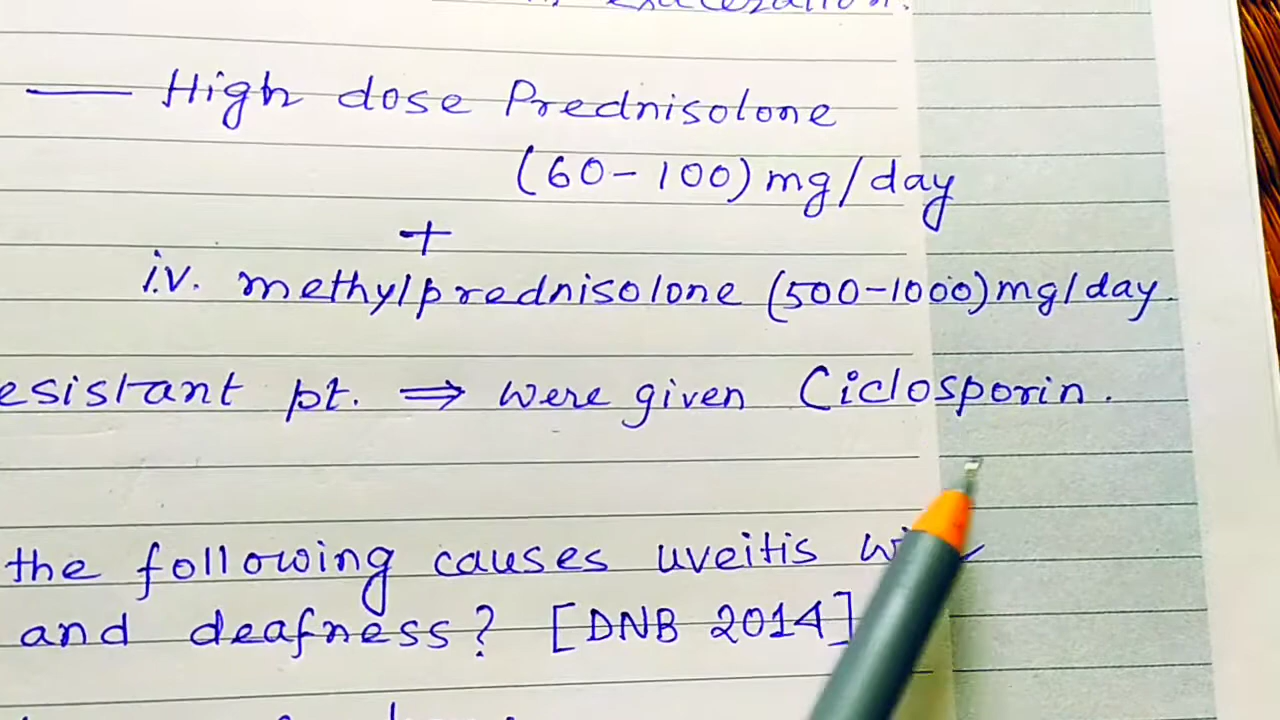 High dose Prednisolone
(60-100) mg/day
+
i.v. methylprednisolone (500-1000) mg/day.
esistant pt. ⇒ were given Ciclosporin.
the following causes uveitis
and deafness? [DNB 2014]